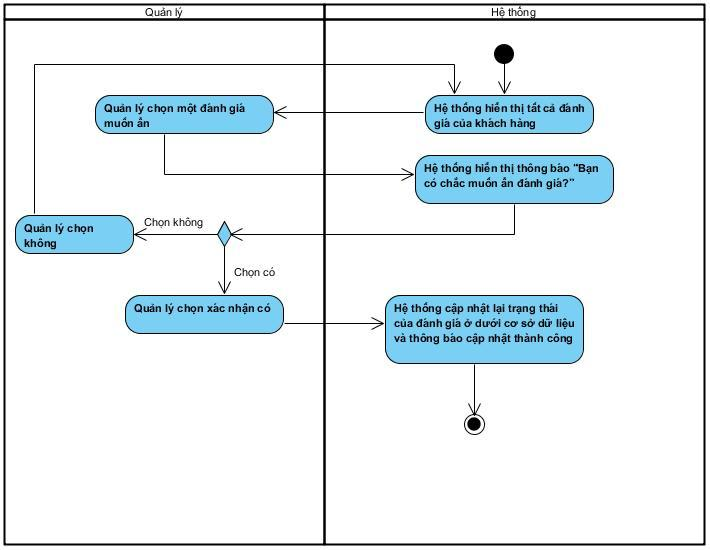 Quản lý
Hệ thống
Quản lý chọn một đánh giá
muốn ẩn
Hệ thống hiển thị tất cả đánh
giá của khách hàng
Hệ thống hiển thị thông báo "Bạn
có chắc muốn ẩn đánh giá?"
Chọn không
Quản lý chọn
không
Chọn có
Quản lý chọn xác nhận có
Hệ thống cập nhật lại trạng thái
của đánh giá ở dưới cơ sở dữ liệu
và thông báo cập nhật thành công